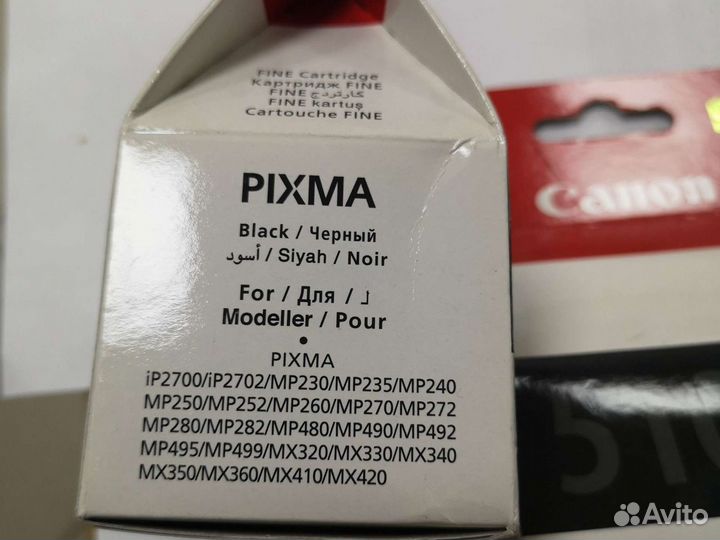 FINE Cartridge
Картридж FINE
FINE كارتردج
FINE kartuş
Cartouche FINE
PIXMA
Black / Черный
أسود / Siyah / Noir
For / Для / لـ
Modeller / Pour
•
PIXMA
iP2700/iP2702/MP230/MP235/MP240
MP250/MP252/MP260/MP270/MP272
MP280/MP282/MP480/MP490/MP492
MP495/MP499/MX320/MX330/MX340
MX350/MX360/MX410/MX420
Canon
Avito